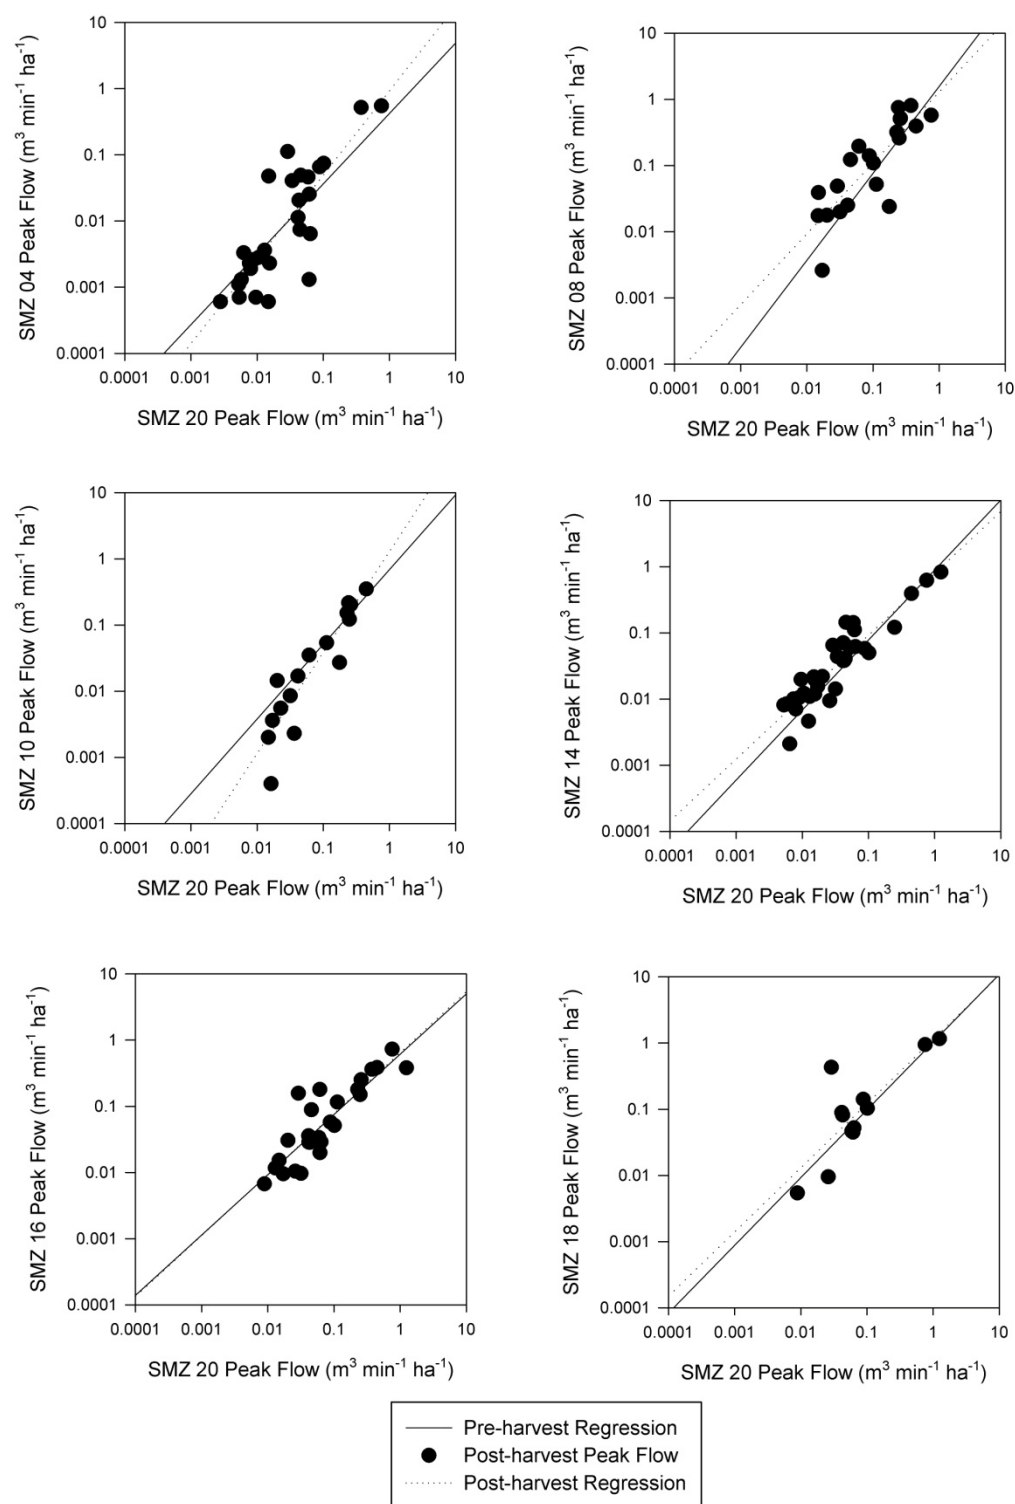 10
1
0.1
0.01
0.001
0.0001
0.0001 0.001 0.01 0.1 1 10
SMZ 04 Peak Flow (m³ min⁻¹ ha⁻¹)
SMZ 20 Peak Flow (m³ min⁻¹ ha⁻¹)
10
1
0.1
0.01
0.001
0.0001
0.0001 0.001 0.01 0.1 1 10
SMZ 08 Peak Flow (m³ min⁻¹ ha⁻¹)
SMZ 20 Peak Flow (m³ min⁻¹ ha⁻¹)
10
1
0.1
0.01
0.001
0.0001
0.0001 0.001 0.01 0.1 1 10
SMZ 10 Peak Flow (m³ min⁻¹ ha⁻¹)
SMZ 20 Peak Flow (m³ min⁻¹ ha⁻¹)
10
1
0.1
0.01
0.001
0.0001
0.0001 0.001 0.01 0.1 1 10
SMZ 14 Peak Flow (m³ min⁻¹ ha⁻¹)
SMZ 20 Peak Flow (m³ min⁻¹ ha⁻¹)
10
1
0.1
0.01
0.001
0.0001
0.0001 0.001 0.01 0.1 1 10
SMZ 16 Peak Flow (m³ min⁻¹ ha⁻¹)
SMZ 20 Peak Flow (m³ min⁻¹ ha⁻¹)
10
1
0.1
0.01
0.001
0.0001
0.0001 0.001 0.01 0.1 1 10
SMZ 18 Peak Flow (m³ min⁻¹ ha⁻¹)
SMZ 20 Peak Flow (m³ min⁻¹ ha⁻¹)
Pre-harvest Regression
Post-harvest Peak Flow
Post-harvest Regression